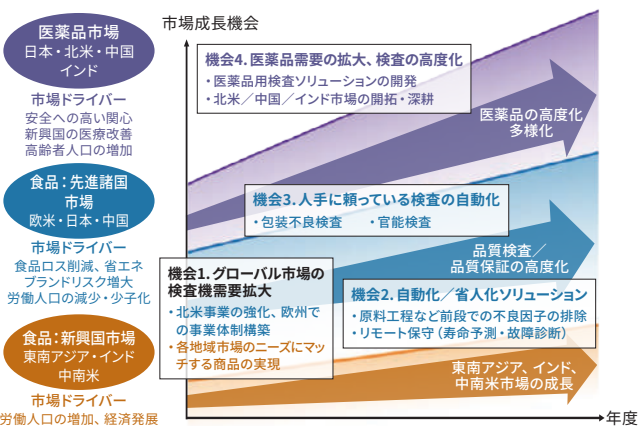 市場成長機会
医薬品市場
日本・北米・中国
インド
市場ドライバー
安全への高い関心
新興国の医療改善
高齢者人口の増加
食品：先進諸国
市場
欧米・日本・中国
市場ドライバー
食品ロス削減、省エネ
ブランドリスク増大
労働人口の減少・少子化
食品：新興国市場
東南アジア・インド
中南米
市場ドライバー
労働人口の増加、経済発展
機会4. 医薬品需要の拡大、検査の高度化
・医薬品用検査ソリューションの開発
・北米／中国／インド市場の開拓・深耕
医薬品の高度化
多様化
機会3. 人手に頼っている検査の自動化
・包装不良検査　・官能検査
品質検査／
品質保証の高度化
機会1. グローバル市場の
検査機需要拡大
・北米事業の強化、欧州で
の事業体制構築
・各地域市場のニーズにマッ
チする商品の実現
機会2. 自動化／省人化ソリューション
・原料工程など前段での不良因子の排除
・リモート保守（寿命予測・故障診断）
東南アジア、インド、
中南米市場の成長
年度